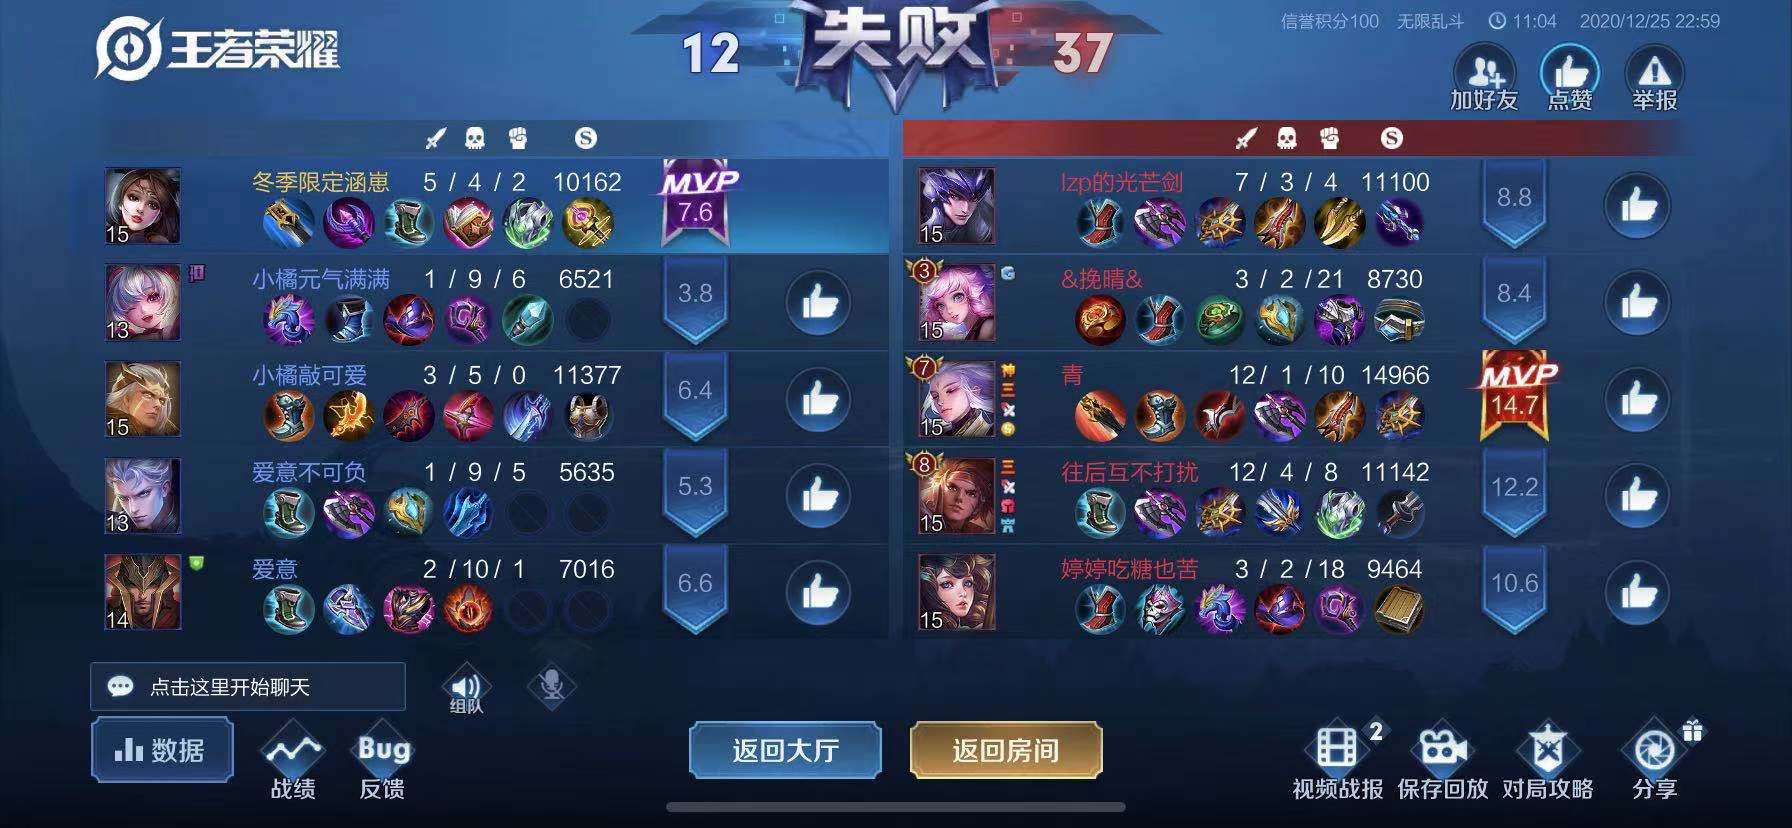 王者荣耀
12 失败 37
信誉积分100 无限乱斗 11:04 2020/12/25 22:59
加好友 点赞 举报
冬季限定涵崽 5 / 4 / 2 10162 MVP 7.6
15
小橘元气满满 1 / 9 / 6 6521 3.8
13
小橘敲可爱 3 / 5 / 0 11377 6.4
15
爱意不可负 1 / 9 / 5 5635 5.3
13
爱意 2 / 10 / 1 7016 6.6
14
lzp的光芒剑 7 / 3 / 4 11100 8.8
15
3 &挽晴& 3 / 2 / 21 8730 8.4
15
7 神 三 青 12 / 1 / 10 14966 MVP 14.7
15
8 三 往后互不打扰 12 / 4 / 8 11142 12.2
15
婷婷吃糖也苦 3 / 2 / 18 9464 10.6
15
点击这里开始聊天 组队
数据 战绩 Bug 反馈
返回大厅 返回房间
2 视频战报 保存回放 对局攻略 分享